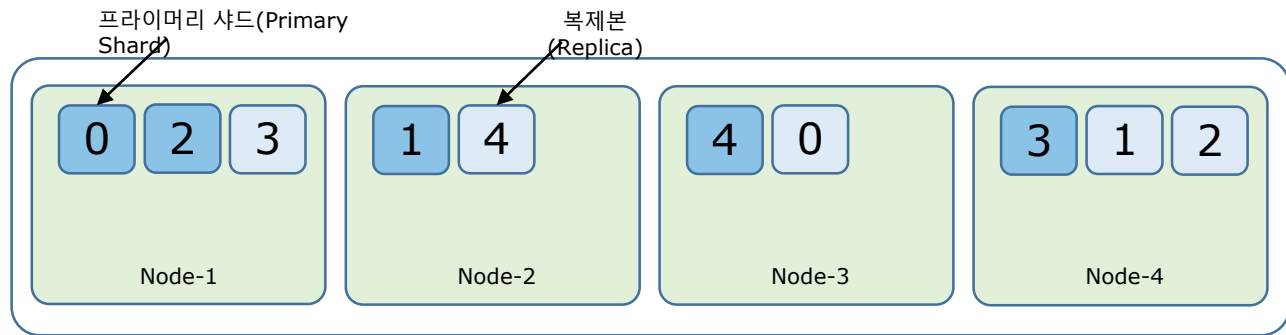 프라이머리 샤드(Primary
Shard)
복제본
(Replica)
0 2 3
1 4
4 0
3 1 2
Node-1
Node-2
Node-3
Node-4